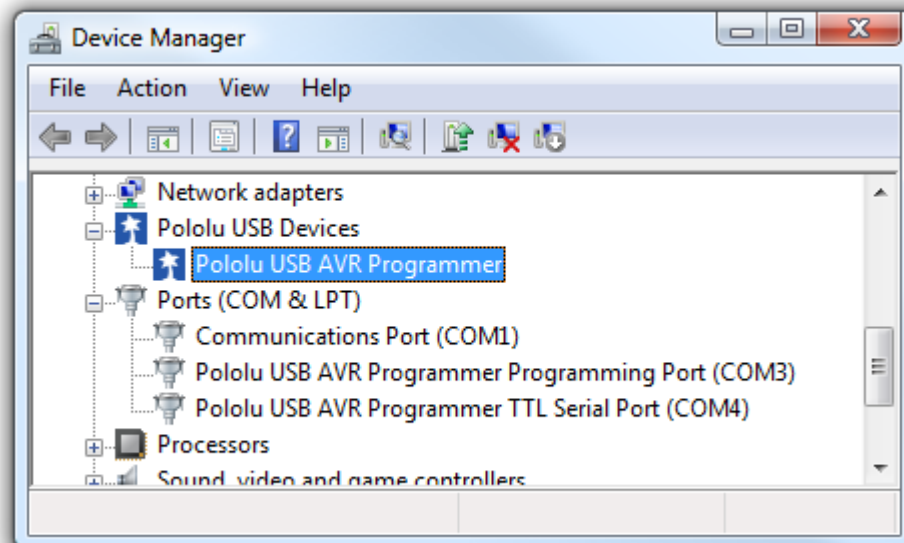 Device Manager
File Action View Help
Network adapters
Pololu USB Devices
Pololu USB AVR Programmer
Ports (COM & LPT)
Communications Port (COM1)
Pololu USB AVR Programmer Programming Port (COM3)
Pololu USB AVR Programmer TTL Serial Port (COM4)
Processors
Sound, video and game controllers